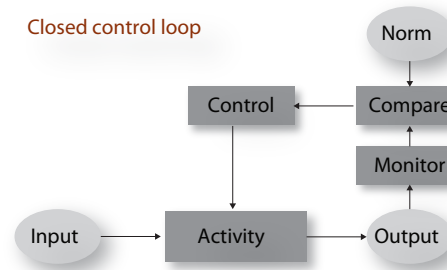 Closed control loop
Norm
Control
Compare
Monitor
Input
Activity
Output